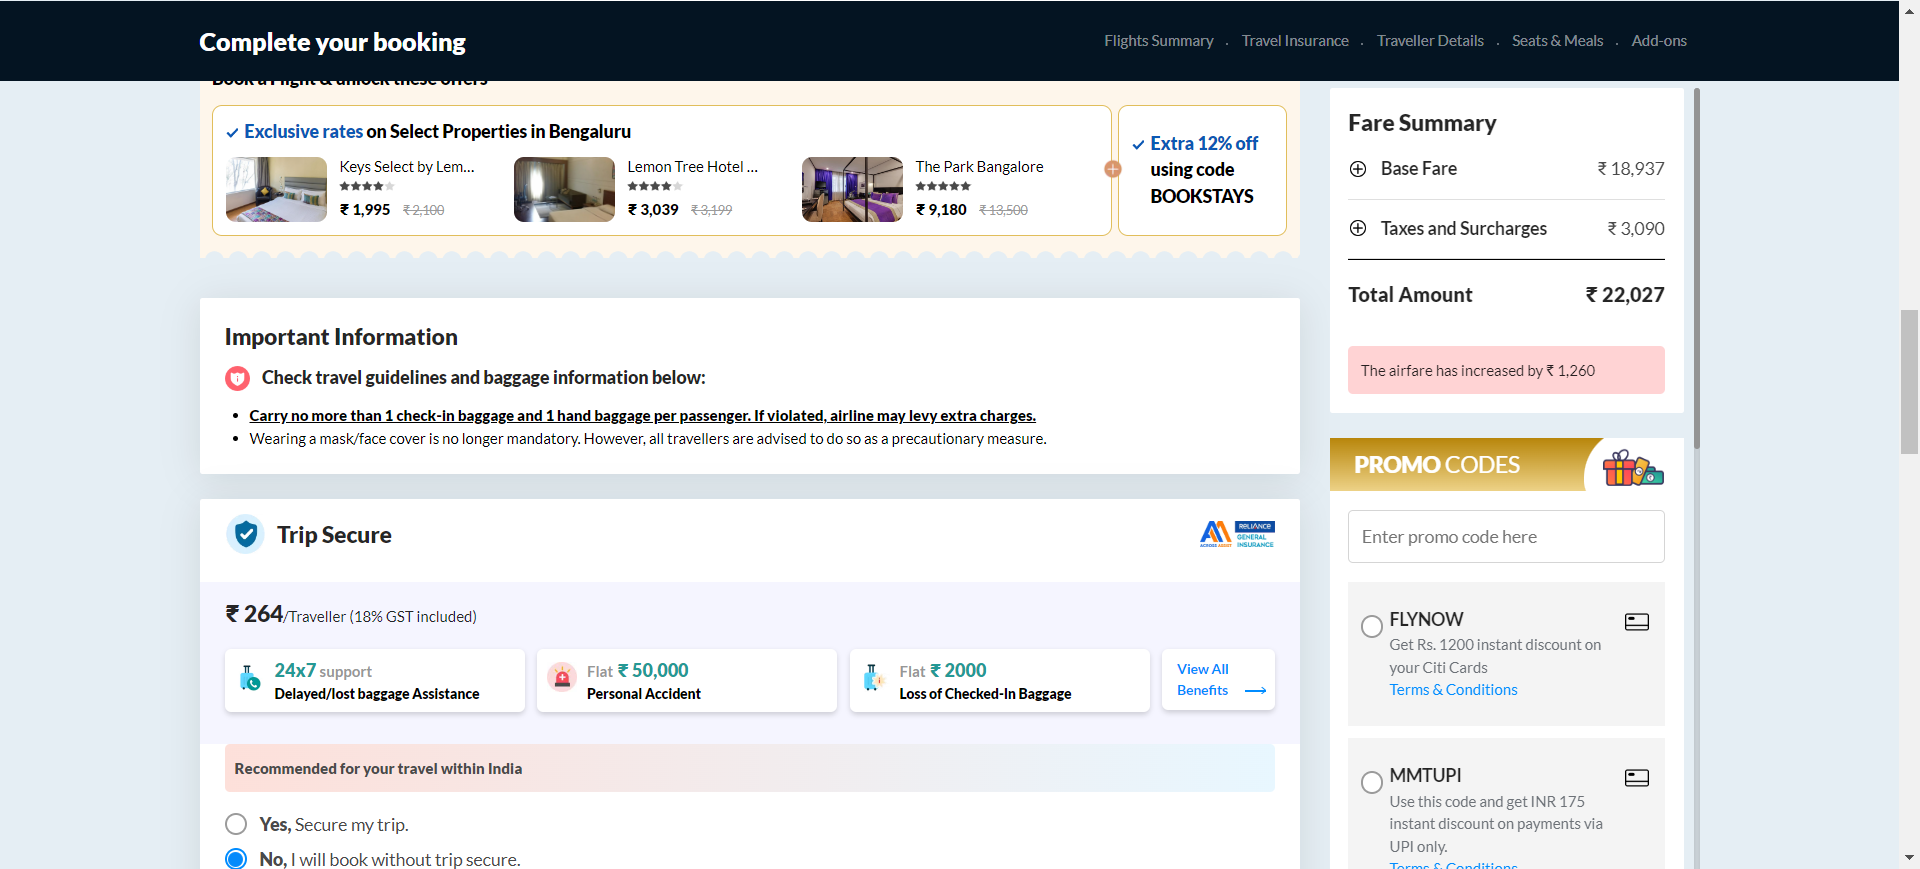 Complete your booking
Flights Summary . Travel Insurance . Traveller Details . Seats & Meals . Add-ons
Book a Flight & unlock these offers
Exclusive rates on Select Properties in Bengaluru
Keys Select by Lem...
₹ 1,995 ₹ 2,100
Lemon Tree Hotel ...
₹ 3,039 ₹ 3,199
The Park Bangalore
₹ 9,180 ₹ 13,500
Extra 12% off
using code
BOOKSTAYS
Important Information
Check travel guidelines and baggage information below:
• Carry no more than 1 check-in baggage and 1 hand baggage per passenger. If violated, airline may levy extra charges.
• Wearing a mask/face cover is no longer mandatory. However, all travellers are advised to do so as a precautionary measure.
Trip Secure
ACROSS ASSIST
RELIANCE
GENERAL
INSURANCE
₹ 264/Traveller (18% GST included)
24x7 support
Delayed/lost baggage Assistance
Flat ₹ 50,000
Personal Accident
Flat ₹ 2000
Loss of Checked-In Baggage
View All
Benefits
Recommended for your travel within India
Yes, Secure my trip.
No, I will book without trip secure.
Fare Summary
Base Fare ₹ 18,937
Taxes and Surcharges ₹ 3,090
Total Amount ₹ 22,027
The airfare has increased by ₹ 1,260
PROMO CODES
Enter promo code here
FLYNOW
Get Rs. 1200 instant discount on
your Citi Cards
Terms & Conditions
MMTUPI
Use this code and get INR 175
instant discount on payments via
UPI only.
Terms & Conditions